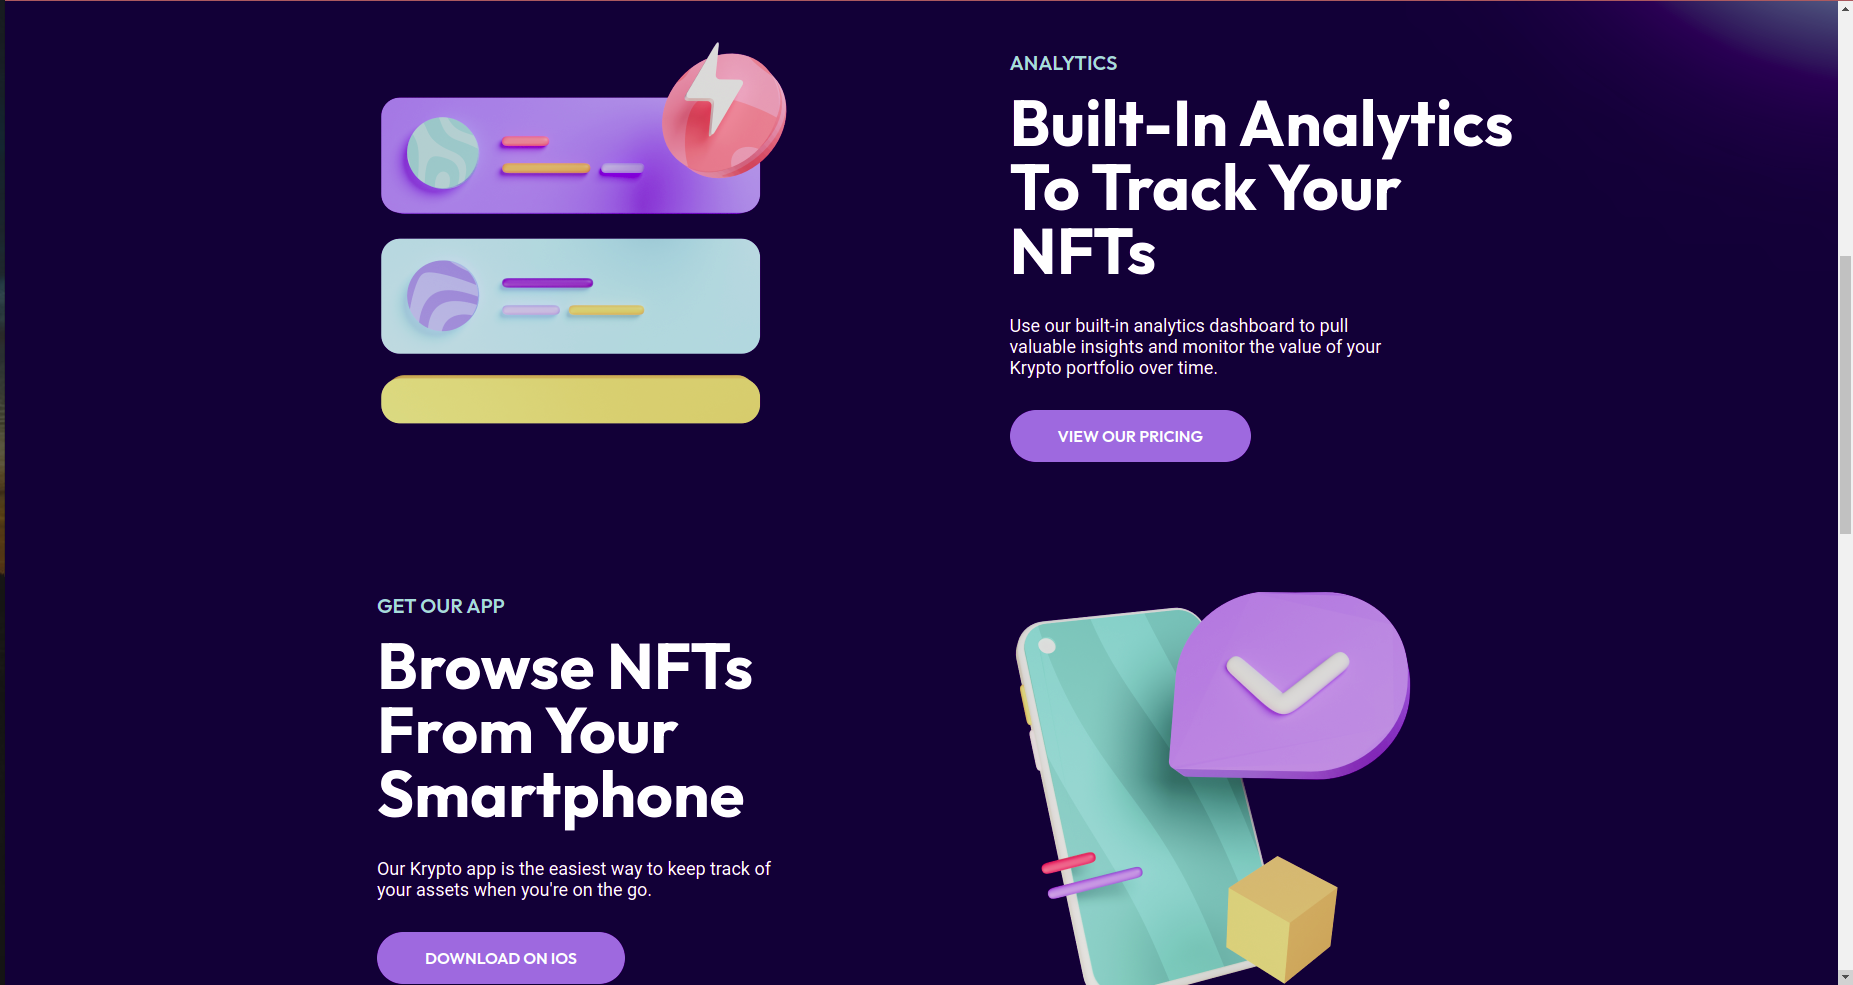 ANALYTICS
Built-In Analytics
To Track Your
NFTs
Use our built-in analytics dashboard to pull
valuable insights and monitor the value of your
Krypto portfolio over time.
VIEW OUR PRICING
GET OUR APP
Browse NFTs
From Your
Smartphone
Our Krypto app is the easiest way to keep track of
your assets when you're on the go.
DOWNLOAD ON IOS